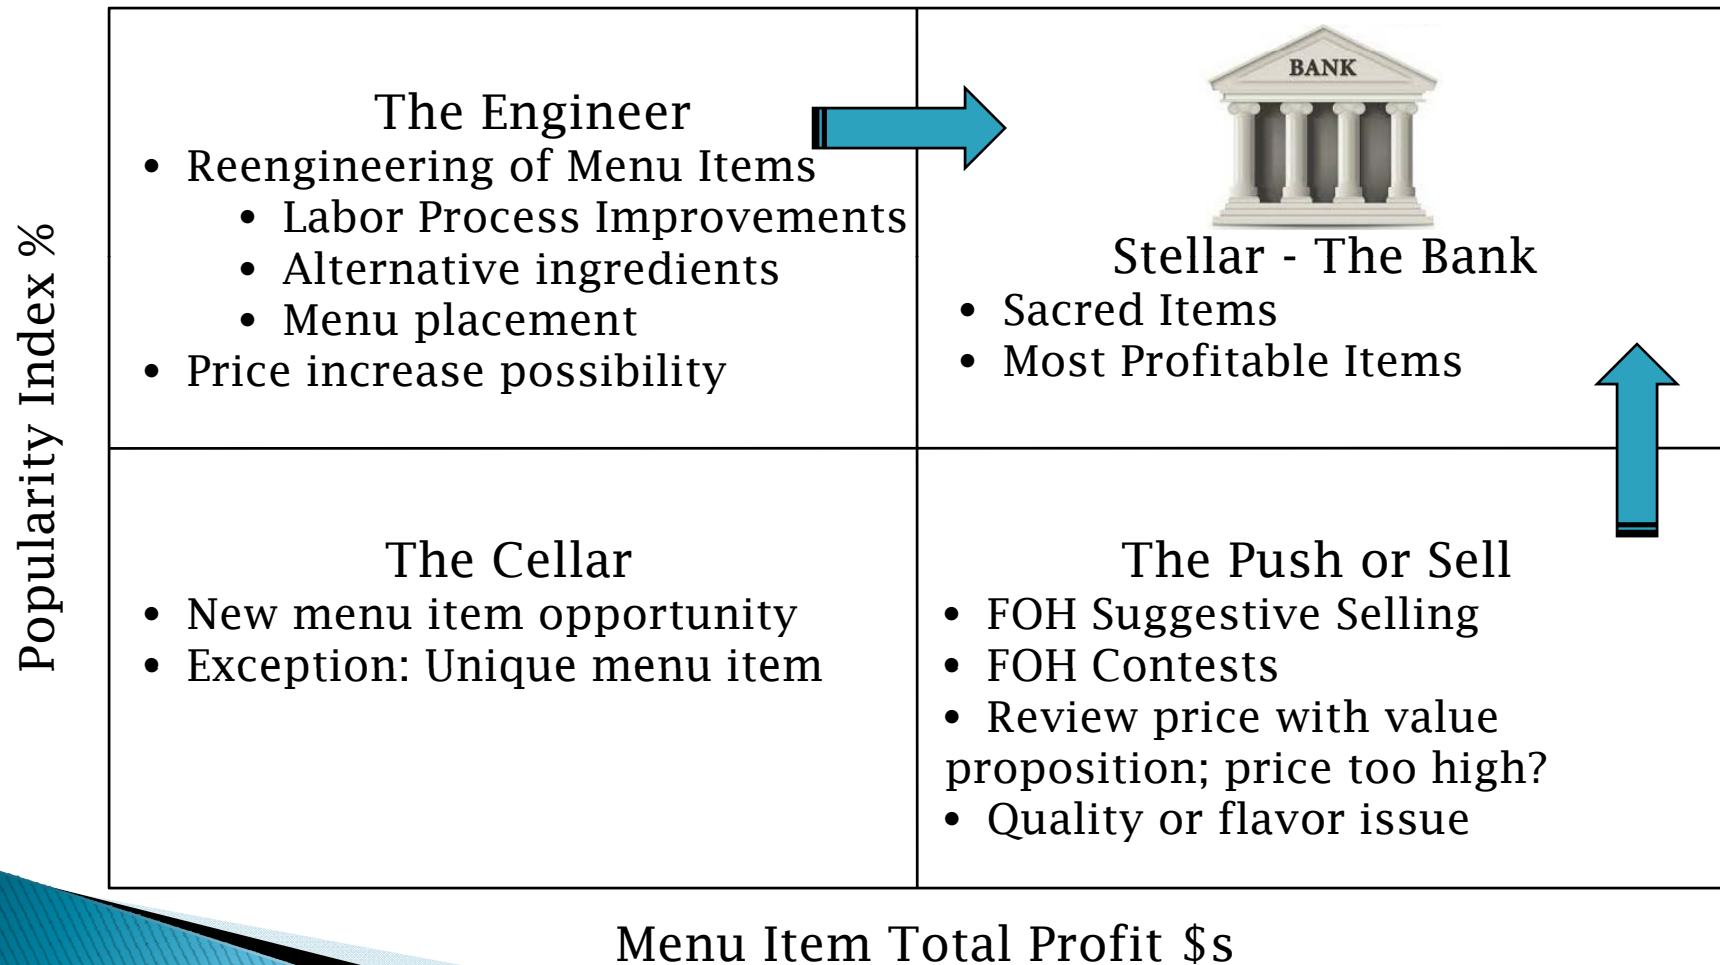 Popularity Index %
The Engineer
• Reengineering of Menu Items
• Labor Process Improvements
• Alternative ingredients
• Menu placement
• Price increase possibility
BANK
Stellar - The Bank
• Sacred Items
• Most Profitable Items
The Cellar
• New menu item opportunity
• Exception: Unique menu item
The Push or Sell
• FOH Suggestive Selling
• FOH Contests
• Review price with value
proposition; price too high?
• Quality or flavor issue
Menu Item Total Profit $s